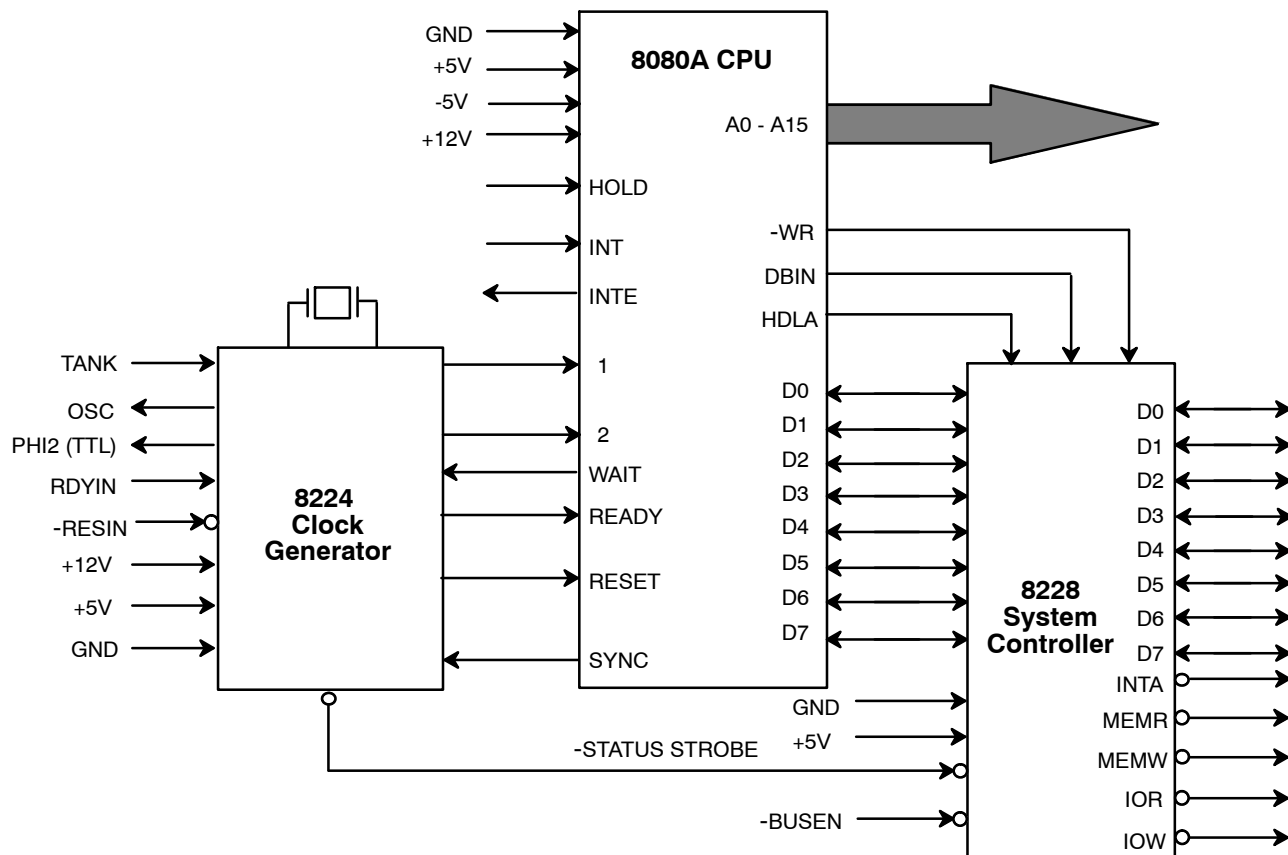 GND
+5V
-5V
+12V
8080A CPU
A0 - A15
HOLD
INT
INTE
-WR
DBIN
HDLA
1
2
WAIT
READY
RESET
SYNC
D0
D1
D2
D3
D4
D5
D6
D7
TANK
OSC
PHI2 (TTL)
RDYIN
-RESIN
+12V
+5V
GND
8224
Clock
Generator
8228
System
Controller
D0
D1
D2
D3
D4
D5
D6
D7
INTA
MEMR
MEMW
IOR
IOW
GND
+5V
-STATUS STROBE
-BUSEN